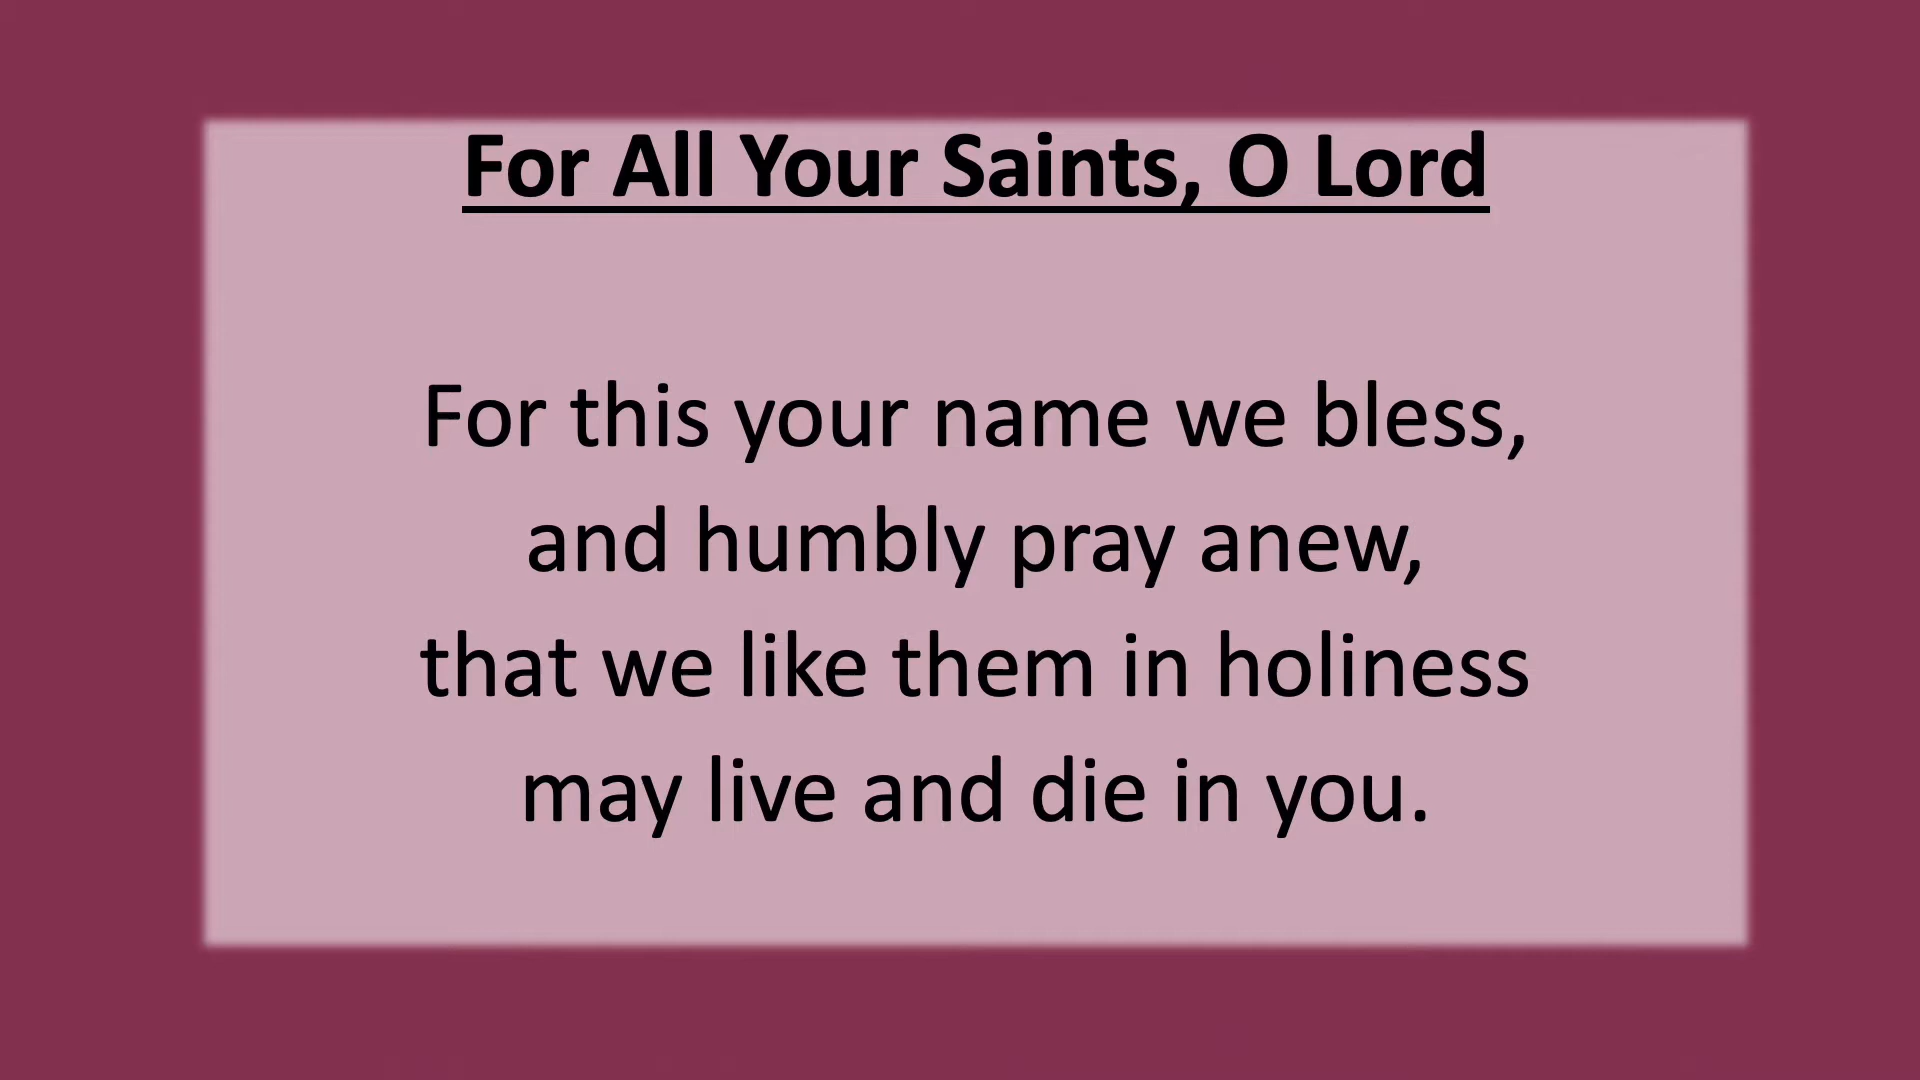 For All Your Saints, O Lord
For this your name we bless,
and humbly pray anew,
that we like them in holiness
may live and die in you.